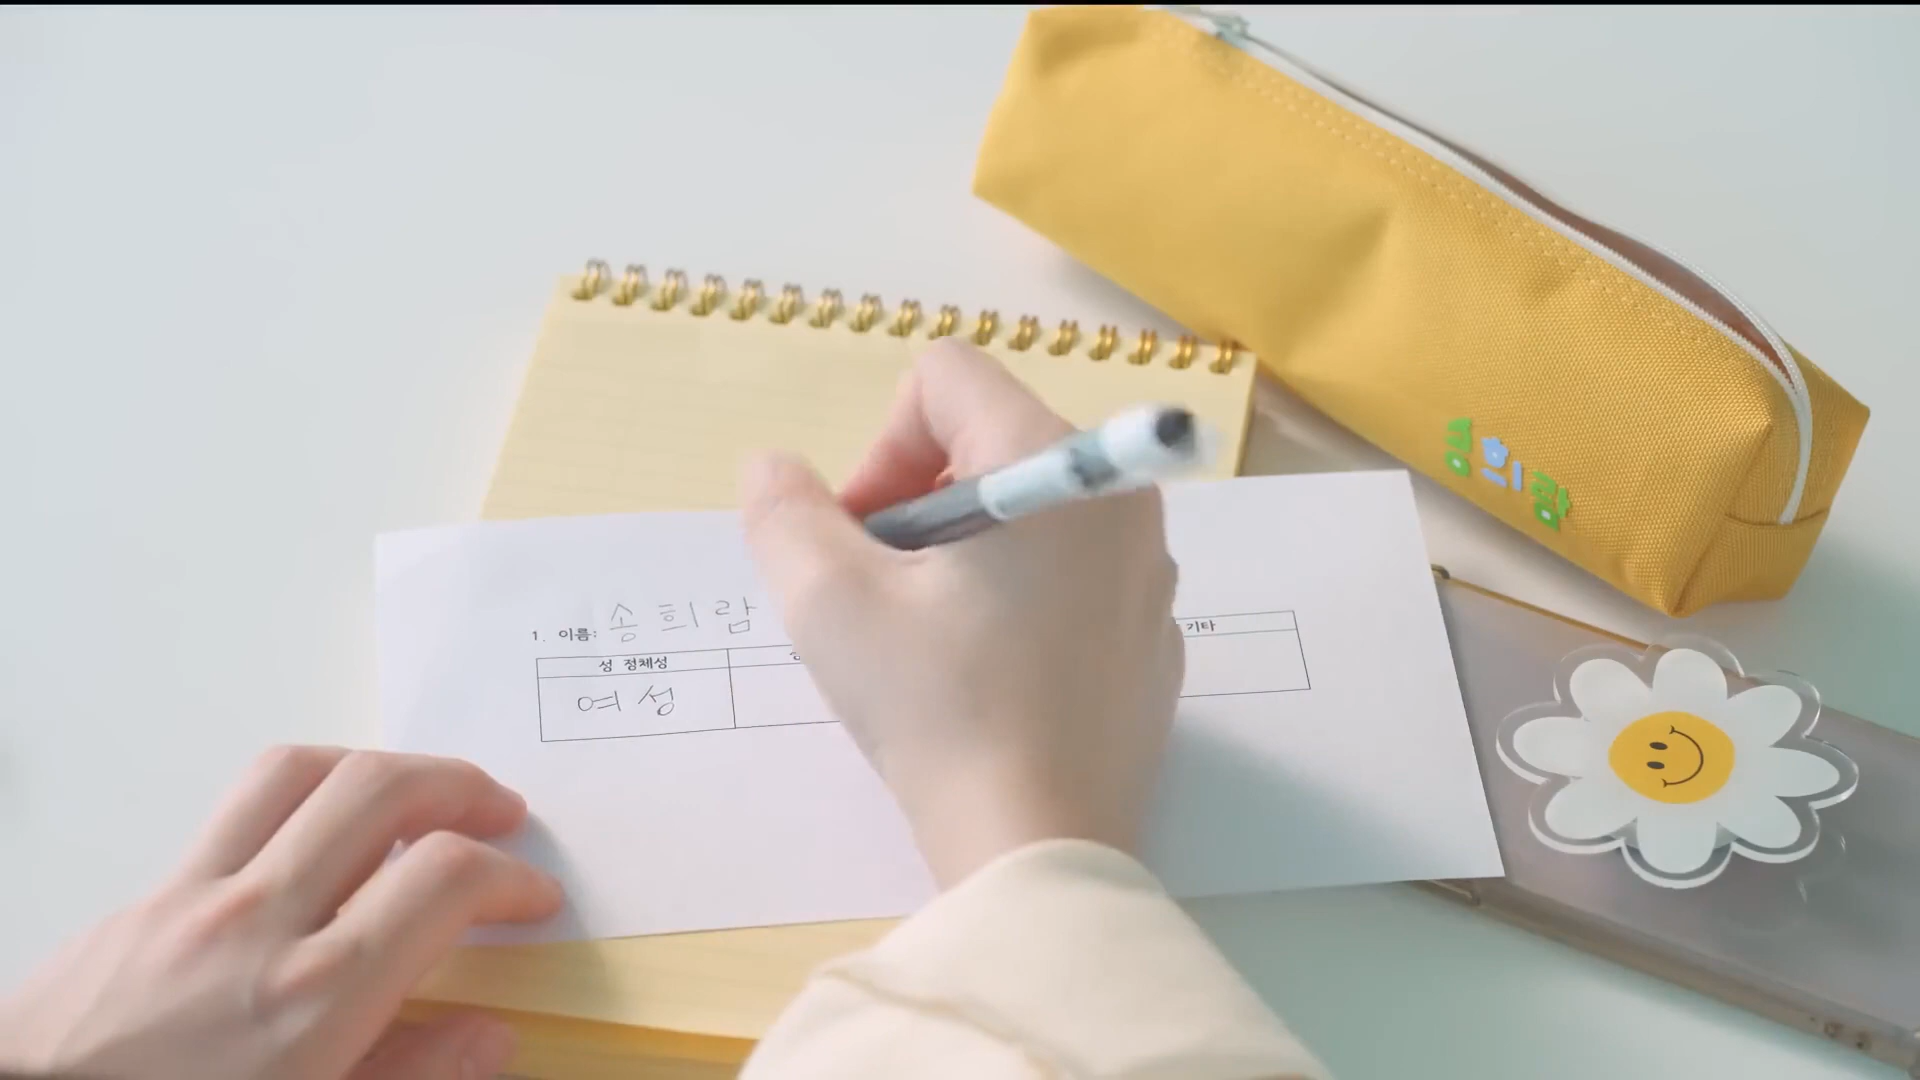 1. 이름: 송희람
성 정체성
기타
여성
송희람